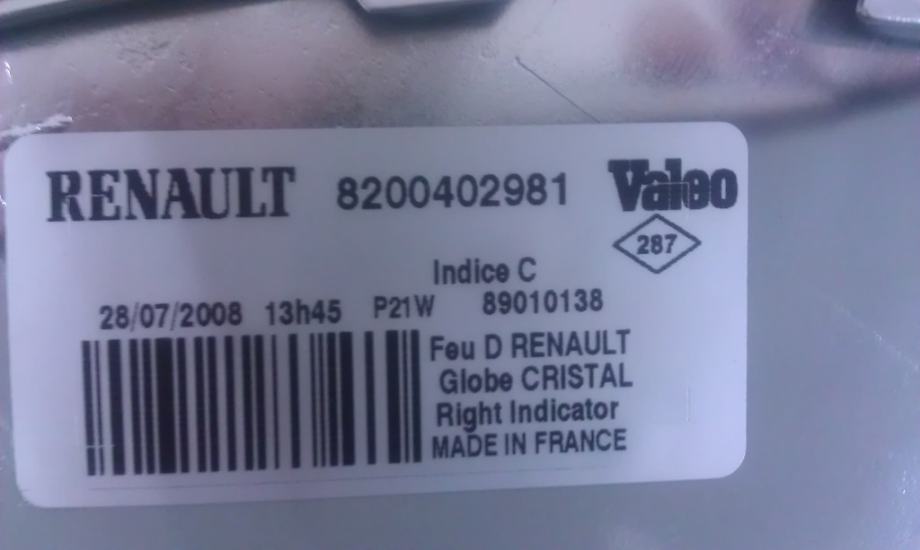 RENAULT 8200402981 Valeo
287
Indice C
28/07/2008 13h45 P21W 89010138
Feu D RENAULT
Globe CRISTAL
Right Indicator
MADE IN FRANCE